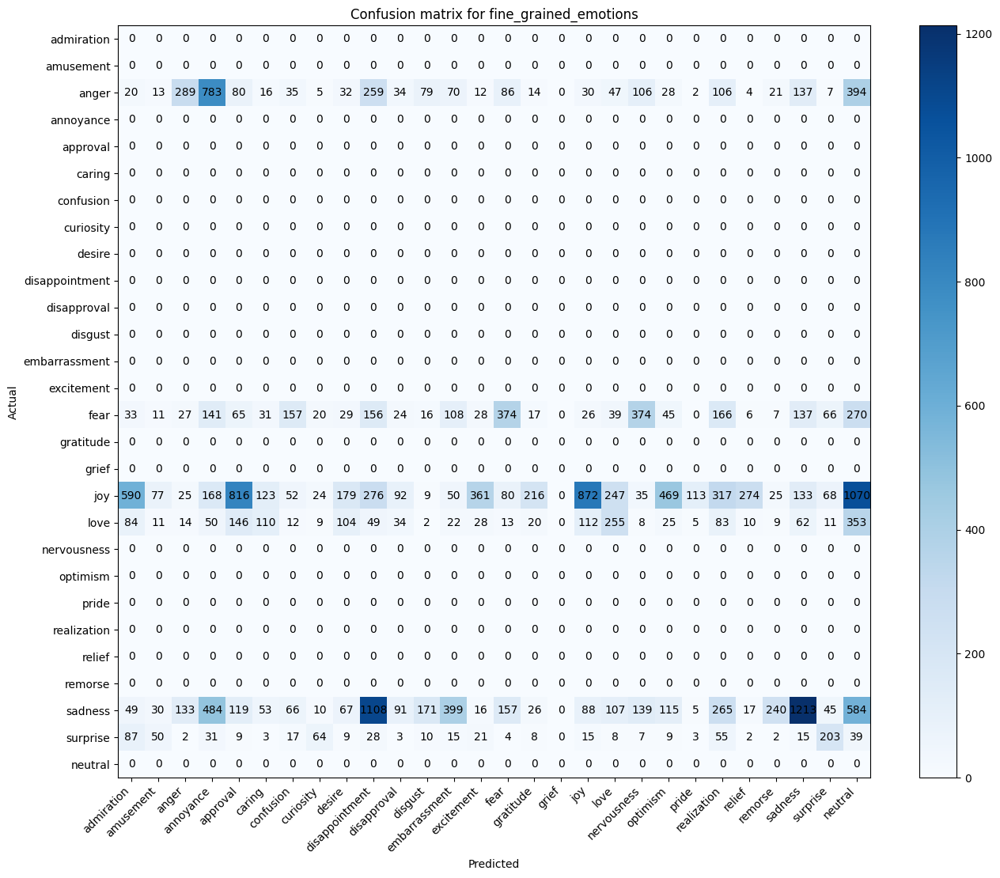 Confusion matrix for fine_grained_emotions
admiration 0 0 0 0 0 0 0 0 0 0 0 0 0 0 0 0 0 0 0 0 0 0 0 0 0 0 0 0
amusement 0 0 0 0 0 0 0 0 0 0 0 0 0 0 0 0 0 0 0 0 0 0 0 0 0 0 0 0
anger 20 13 289 783 80 16 35 5 32 259 34 79 70 12 86 14 0 30 47 106 28 2 106 4 21 137 7 394
annoyance 0 0 0 0 0 0 0 0 0 0 0 0 0 0 0 0 0 0 0 0 0 0 0 0 0 0 0 0
approval 0 0 0 0 0 0 0 0 0 0 0 0 0 0 0 0 0 0 0 0 0 0 0 0 0 0 0 0
caring 0 0 0 0 0 0 0 0 0 0 0 0 0 0 0 0 0 0 0 0 0 0 0 0 0 0 0 0
confusion 0 0 0 0 0 0 0 0 0 0 0 0 0 0 0 0 0 0 0 0 0 0 0 0 0 0 0 0
curiosity 0 0 0 0 0 0 0 0 0 0 0 0 0 0 0 0 0 0 0 0 0 0 0 0 0 0 0 0
desire 0 0 0 0 0 0 0 0 0 0 0 0 0 0 0 0 0 0 0 0 0 0 0 0 0 0 0 0
disappointment 0 0 0 0 0 0 0 0 0 0 0 0 0 0 0 0 0 0 0 0 0 0 0 0 0 0 0 0
disapproval 0 0 0 0 0 0 0 0 0 0 0 0 0 0 0 0 0 0 0 0 0 0 0 0 0 0 0 0
disgust 0 0 0 0 0 0 0 0 0 0 0 0 0 0 0 0 0 0 0 0 0 0 0 0 0 0 0 0
embarrassment 0 0 0 0 0 0 0 0 0 0 0 0 0 0 0 0 0 0 0 0 0 0 0 0 0 0 0 0
excitement 0 0 0 0 0 0 0 0 0 0 0 0 0 0 0 0 0 0 0 0 0 0 0 0 0 0 0 0
fear 33 11 27 141 65 31 157 20 29 156 24 16 108 28 374 17 0 26 39 374 45 0 166 6 7 137 66 270
gratitude 0 0 0 0 0 0 0 0 0 0 0 0 0 0 0 0 0 0 0 0 0 0 0 0 0 0 0 0
grief 0 0 0 0 0 0 0 0 0 0 0 0 0 0 0 0 0 0 0 0 0 0 0 0 0 0 0 0
joy 590 77 25 168 816 123 52 24 179 276 92 9 50 361 80 216 0 872 247 35 469 113 317 274 25 133 68 1070
love 84 11 14 50 146 110 12 9 104 49 34 2 22 28 13 20 0 112 255 8 25 5 83 10 9 62 11 353
nervousness 0 0 0 0 0 0 0 0 0 0 0 0 0 0 0 0 0 0 0 0 0 0 0 0 0 0 0 0
optimism 0 0 0 0 0 0 0 0 0 0 0 0 0 0 0 0 0 0 0 0 0 0 0 0 0 0 0 0
pride 0 0 0 0 0 0 0 0 0 0 0 0 0 0 0 0 0 0 0 0 0 0 0 0 0 0 0 0
realization 0 0 0 0 0 0 0 0 0 0 0 0 0 0 0 0 0 0 0 0 0 0 0 0 0 0 0 0
relief 0 0 0 0 0 0 0 0 0 0 0 0 0 0 0 0 0 0 0 0 0 0 0 0 0 0 0 0
remorse 0 0 0 0 0 0 0 0 0 0 0 0 0 0 0 0 0 0 0 0 0 0 0 0 0 0 0 0
sadness 49 30 133 484 119 53 66 10 67 1108 91 171 399 16 157 26 0 88 107 139 115 5 265 17 240 1213 45 584
surprise 87 50 2 31 9 3 17 64 9 28 3 10 15 21 4 8 0 15 8 7 9 3 55 2 2 15 203 39
neutral 0 0 0 0 0 0 0 0 0 0 0 0 0 0 0 0 0 0 0 0 0 0 0 0 0 0 0 0
Actual
admiration
amusement
anger
annoyance
approval
caring
confusion
curiosity
desire
disappointment
disapproval
disgust
embarrassment
excitement
fear
gratitude
grief
joy
love
nervousness
optimism
pride
realization
relief
remorse
sadness
surprise
neutral
Predicted
1200
1000
800
600
400
200
0